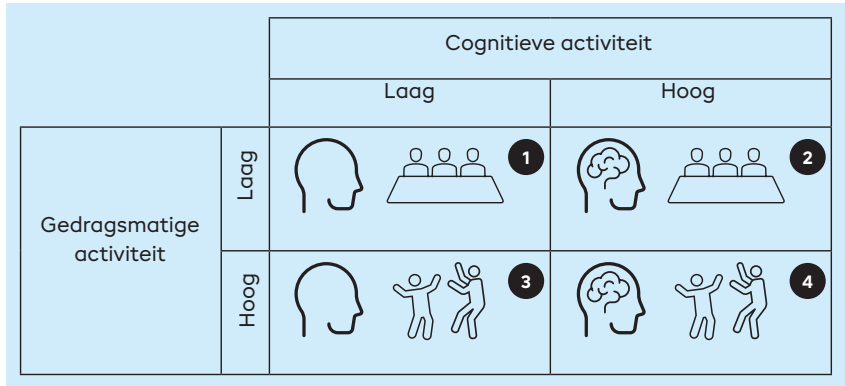 Cognitieve activiteit
Laag
Hoog
Gedragsmatige
activiteit
Laag
1
2
Hoog
3
4